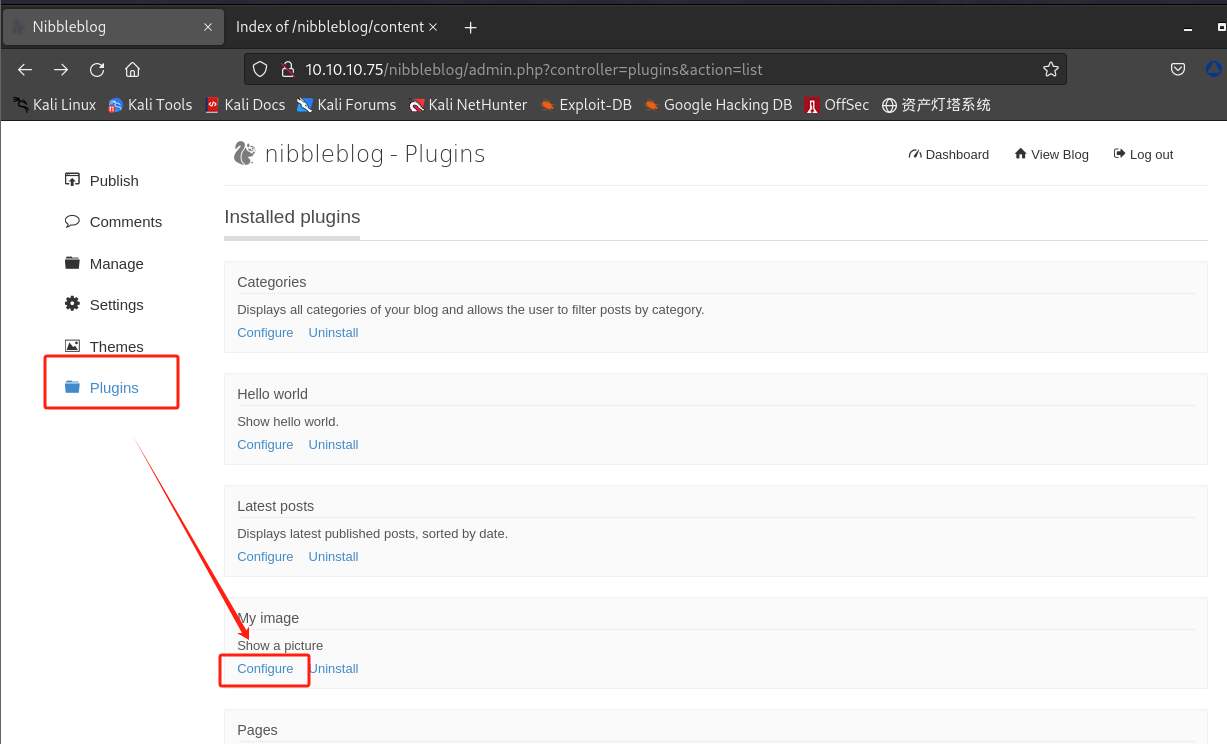 Nibbleblog
Index of /nibbleblog/content
10.10.10.75/nibbleblog/admin.php?controller=plugins&action=list
Kali Linux Kali Tools Kali Docs Kali Forums Kali NetHunter Exploit-DB Google Hacking DB OffSec 资产灯塔系统
nibbleblog - Plugins
Dashboard View Blog Log out
Publish
Comments
Manage
Settings
Themes
Plugins
Installed plugins
Categories
Displays all categories of your blog and allows the user to filter posts by category.
Configure Uninstall
Hello world
Show hello world.
Configure Uninstall
Latest posts
Displays latest published posts, sorted by date.
Configure Uninstall
My image
Show a picture
Configure Uninstall
Pages